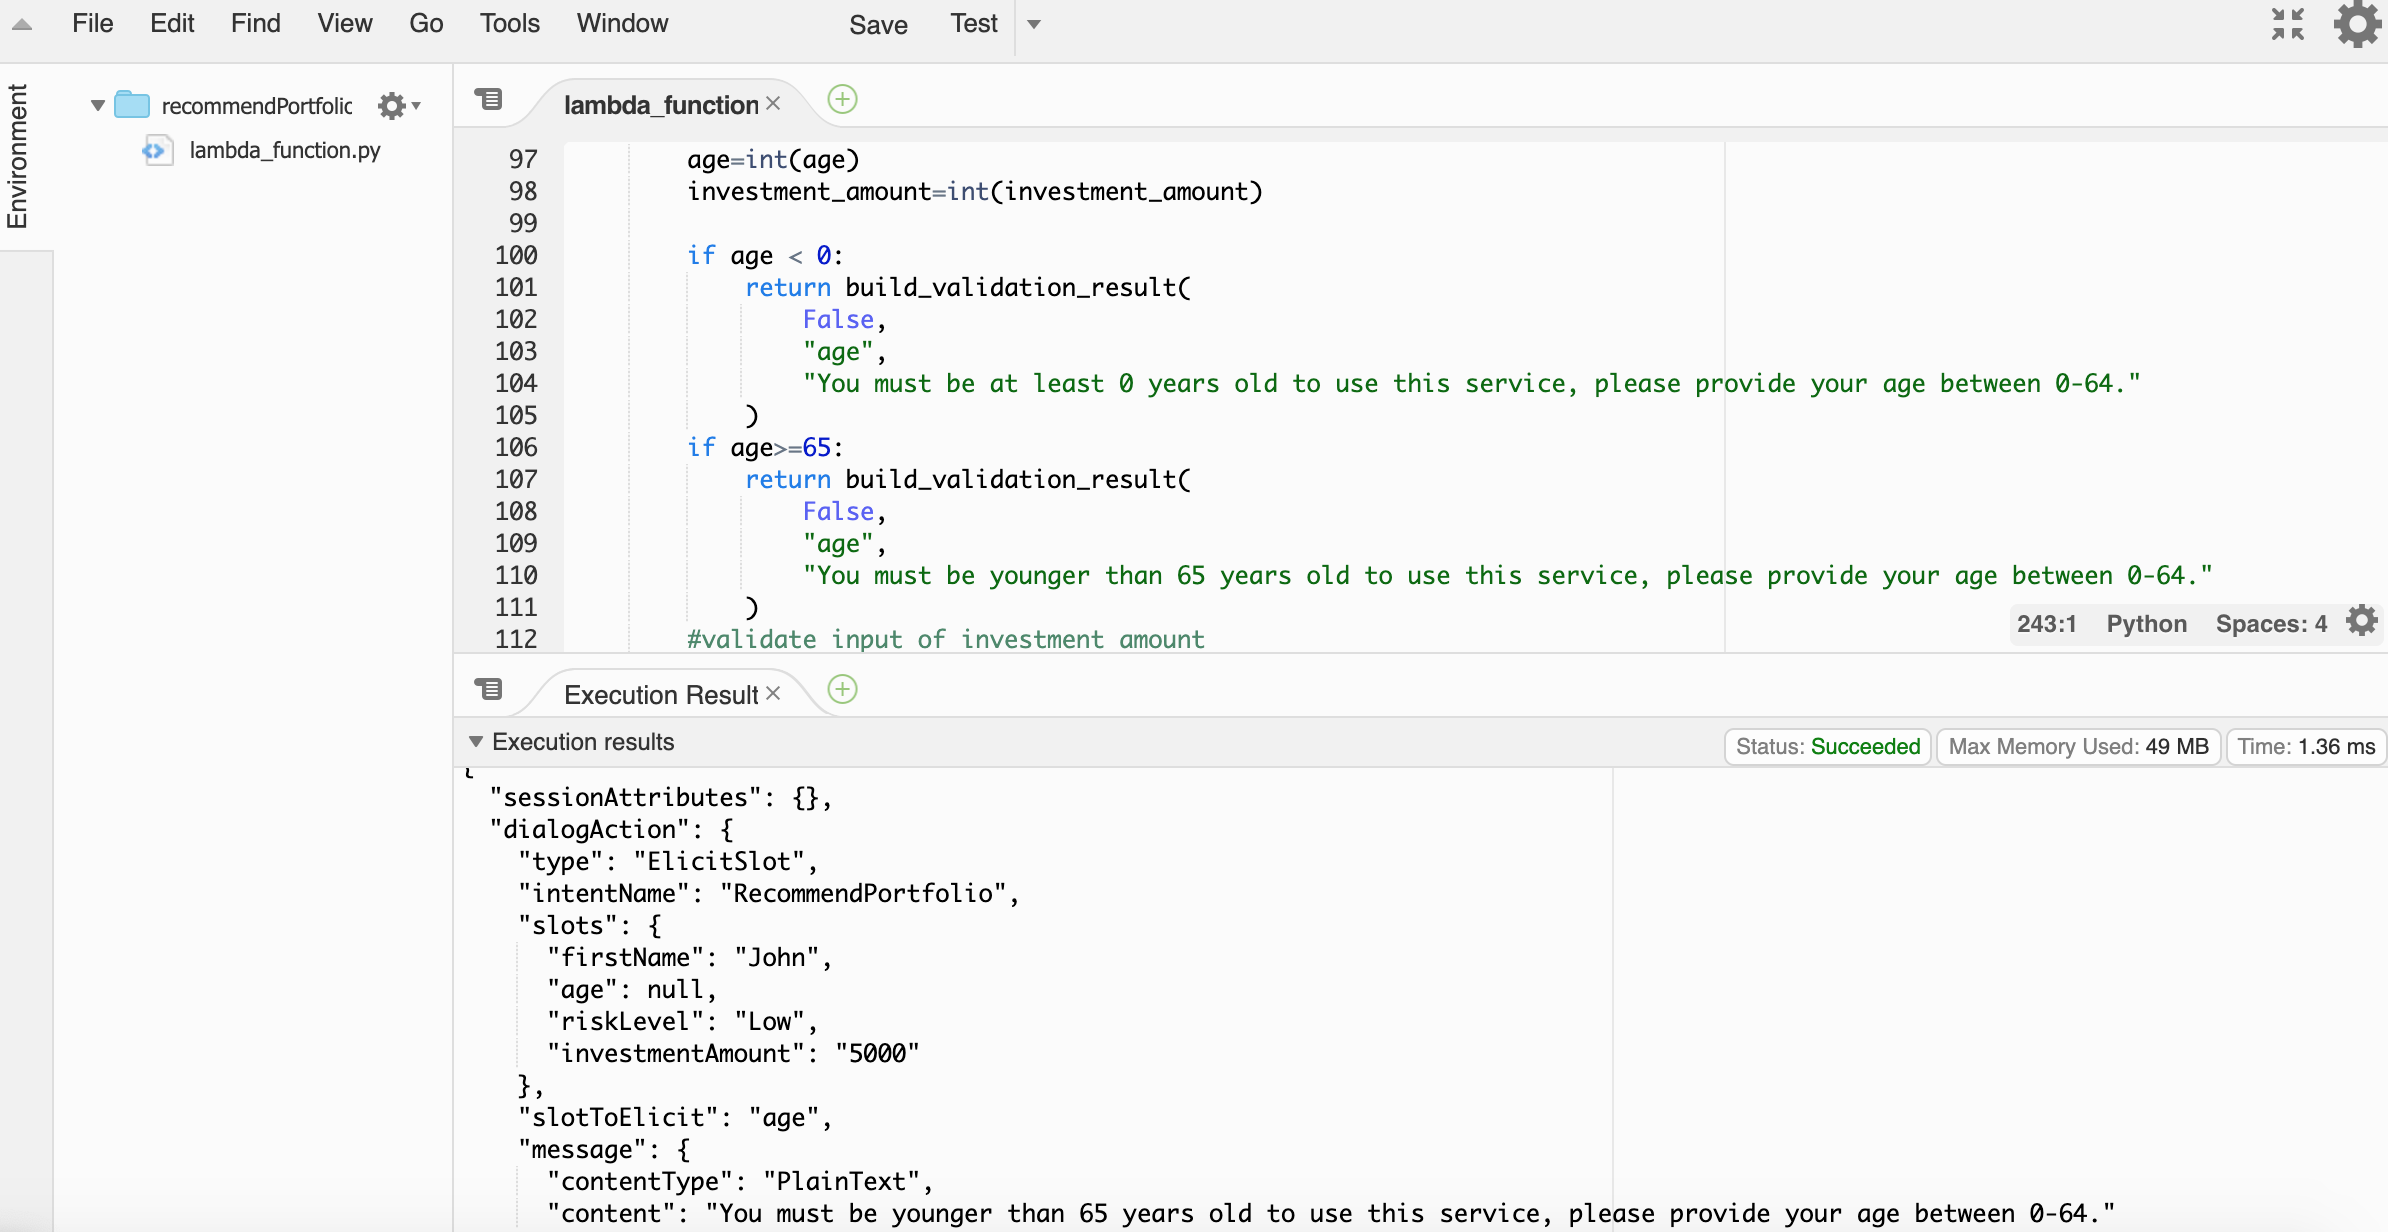 File Edit Find View Go Tools Window Save Test
Environment
recommendPortfolic
lambda_function.py
lambda_function
97 age=int(age)
98 investment_amount=int(investment_amount)
99
100 if age < 0:
101 return build_validation_result(
102 False,
103 "age",
104 "You must be at least 0 years old to use this service, please provide your age between 0-64."
105 )
106 if age>=65:
107 return build_validation_result(
108 False,
109 "age",
110 "You must be younger than 65 years old to use this service, please provide your age between 0-64."
111 )
112 #validate input of investment amount
243:1 Python Spaces: 4
Execution Result
Execution results Status: Succeeded Max Memory Used: 49 MB Time: 1.36 ms
{
"sessionAttributes": {},
"dialogAction": {
"type": "ElicitSlot",
"intentName": "RecommendPortfolio",
"slots": {
"firstName": "John",
"age": null,
"riskLevel": "Low",
"investmentAmount": "5000"
},
"slotToElicit": "age",
"message": {
"contentType": "PlainText",
"content": "You must be younger than 65 years old to use this service, please provide your age between 0-64."